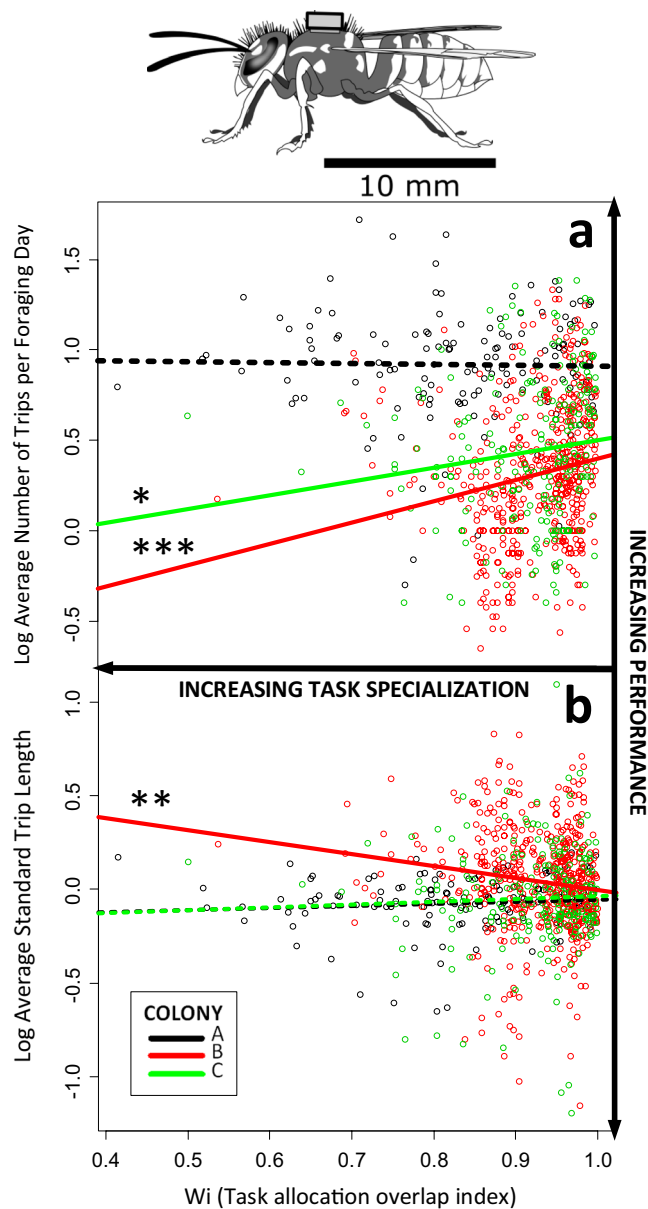 10 mm
Log Average Number of Trips per Foraging Day
1.5
1.0
0.5
0.0
-0.5
a
*
***
INCREASING TASK SPECIALIZATION
INCREASING PERFORMANCE
Log Average Standard Trip Length
1.0
0.5
0.0
-0.5
-1.0
b
**
COLONY
A
B
C
0.4 0.5 0.6 0.7 0.8 0.9 1.0
Wi (Task allocation overlap index)